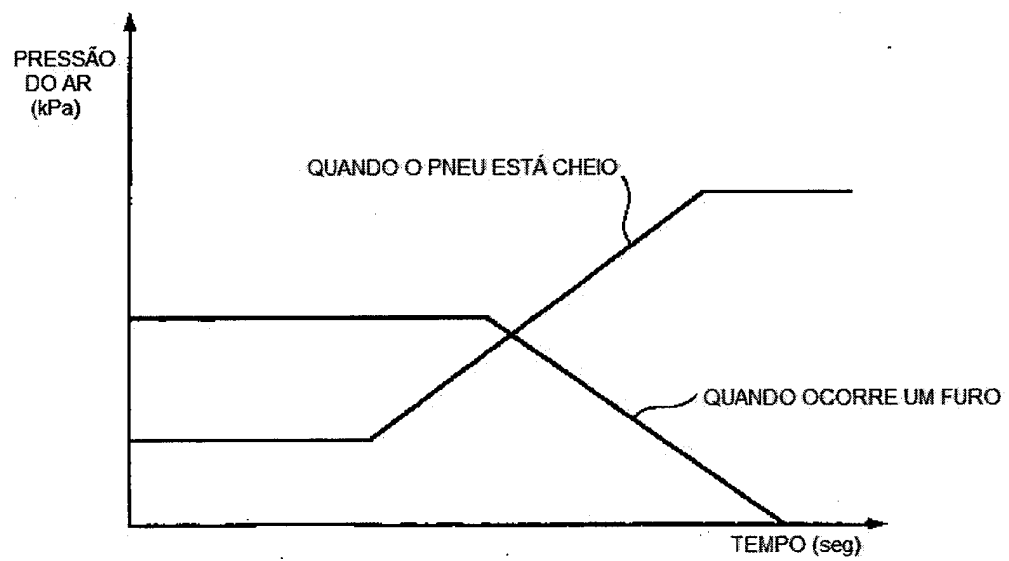 PRESSÃO
DO AR
(kPa)
QUANDO O PNEU ESTÁ CHEIO
QUANDO OCORRE UM FURO
TEMPO (seg)